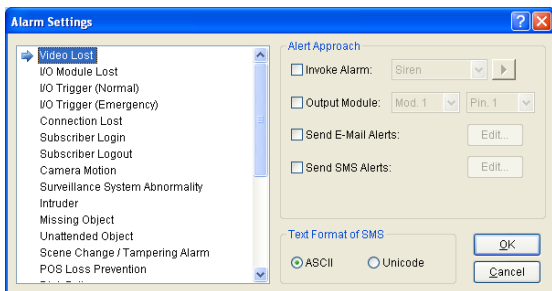 Alarm Settings
Video Lost
I/O Module Lost
I/O Trigger (Normal)
I/O Trigger (Emergency)
Connection Lost
Subscriber Login
Subscriber Logout
Camera Motion
Surveillance System Abnormality
Intruder
Missing Object
Unattended Object
Scene Change / Tampering Alarm
POS Loss Prevention
Alert Approach
Invoke Alarm: Siren
Output Module: Mod. 1 Pin. 1
Send E-Mail Alerts: Edit...
Send SMS Alerts: Edit...
Text Format of SMS
ASCII Unicode
OK
Cancel